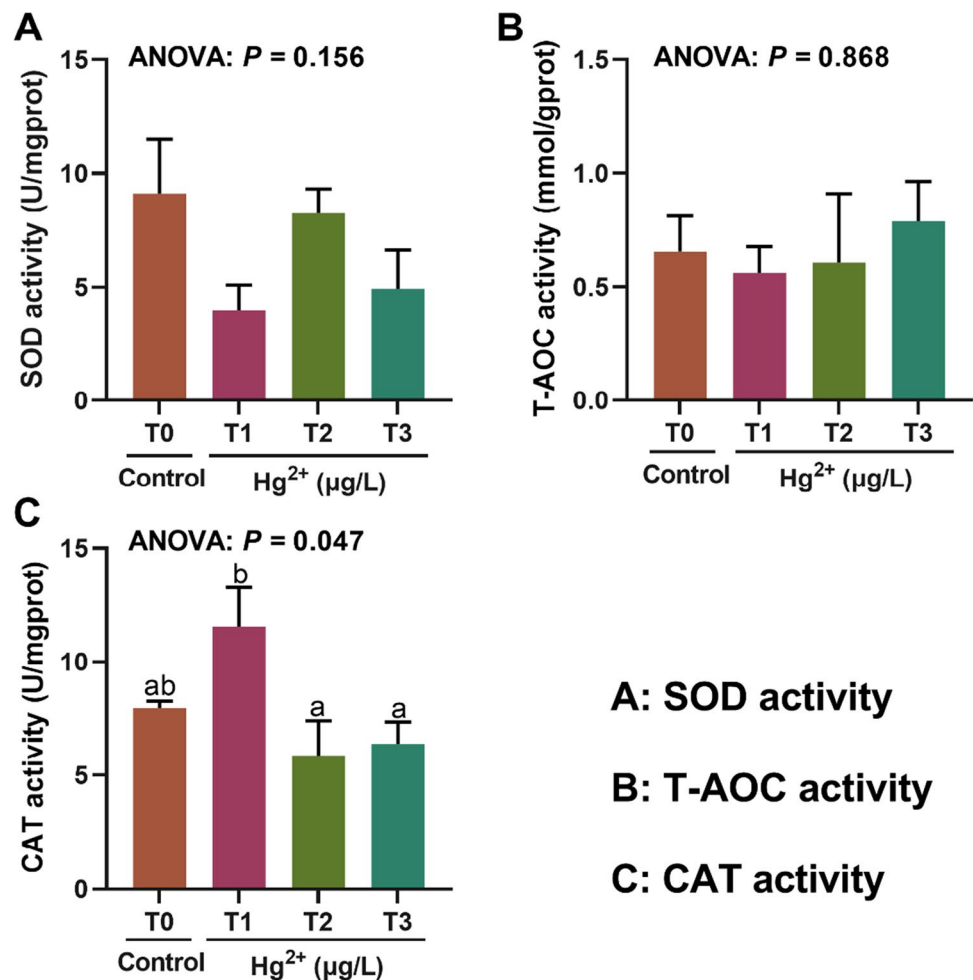 A
ANOVA: P = 0.156
SOD activity (U/mgprot)
15
10
5
0
T0 T1 T2 T3
Control Hg²⁺ (µg/L)
B
ANOVA: P = 0.868
T-AOC activity (mmol/gprot)
1.5
1.0
0.5
0.0
T0 T1 T2 T3
Control Hg²⁺ (µg/L)
C
ANOVA: P = 0.047
CAT activity (U/mgprot)
15
10
5
0
ab b a a
T0 T1 T2 T3
Control Hg²⁺ (µg/L)
A: SOD activity
B: T-AOC activity
C: CAT activity